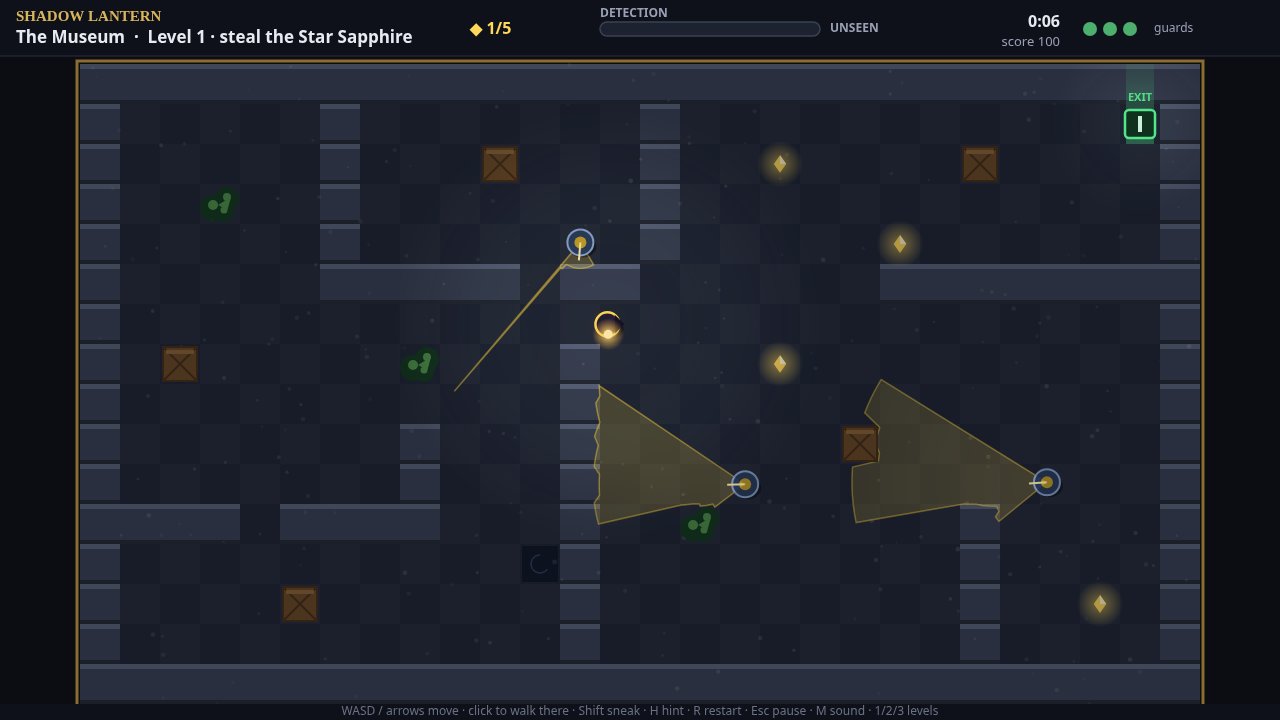 SHADOW LANTERN
The Museum · Level 1 · steal the Star Sapphire
◆ 1/5
DETECTION
UNSEEN
0:06
score 100
guards
EXIT
WASD / arrows move · click to walk there · Shift sneak · H hint · R restart · Esc pause · M sound · 1/2/3 levels